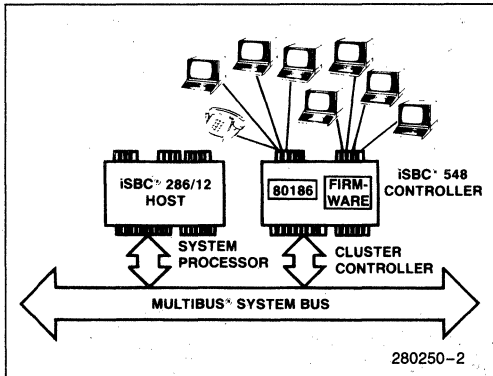 iSBC® 286/12
HOST
80186
FIRM-
WARE
iSBC® 548
CONTROLLER
SYSTEM
PROCESSOR
CLUSTER
CONTROLLER
MULTIBUS® SYSTEM BUS
280250-2